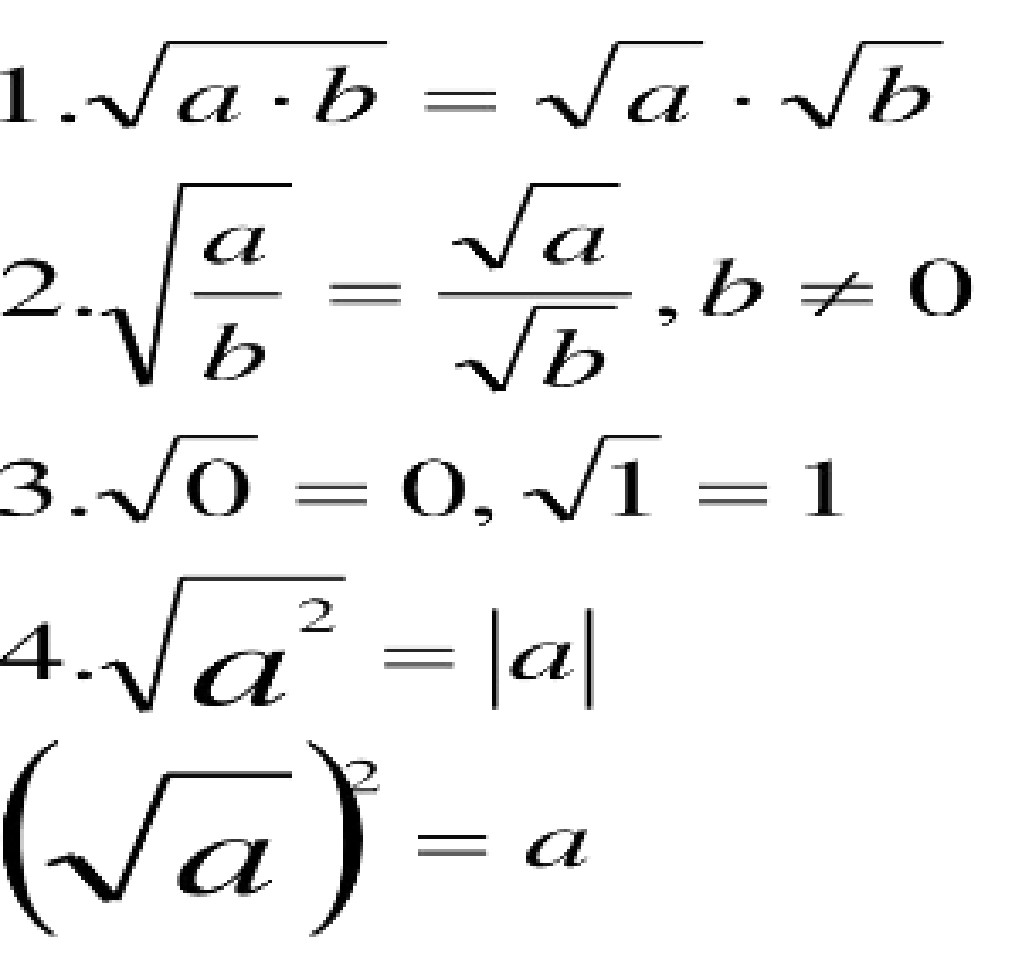 1.√(a · b) = √a · √b
2.√(a/b) = √a/√b , b ≠ 0
3.√0 = 0, √1 = 1
4.√(a²) = |a|
(√a)² = a